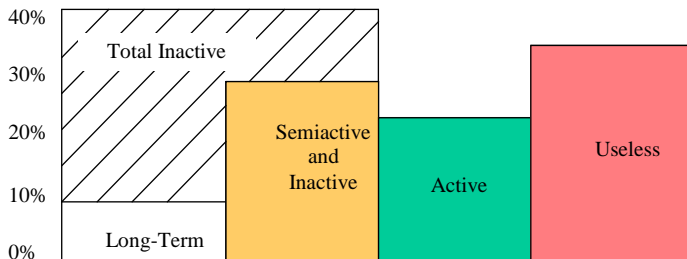 40%
Total Inactive
30%
20%
10%
0%
Long-Term
Semiactive
and
Inactive
Active
Useless